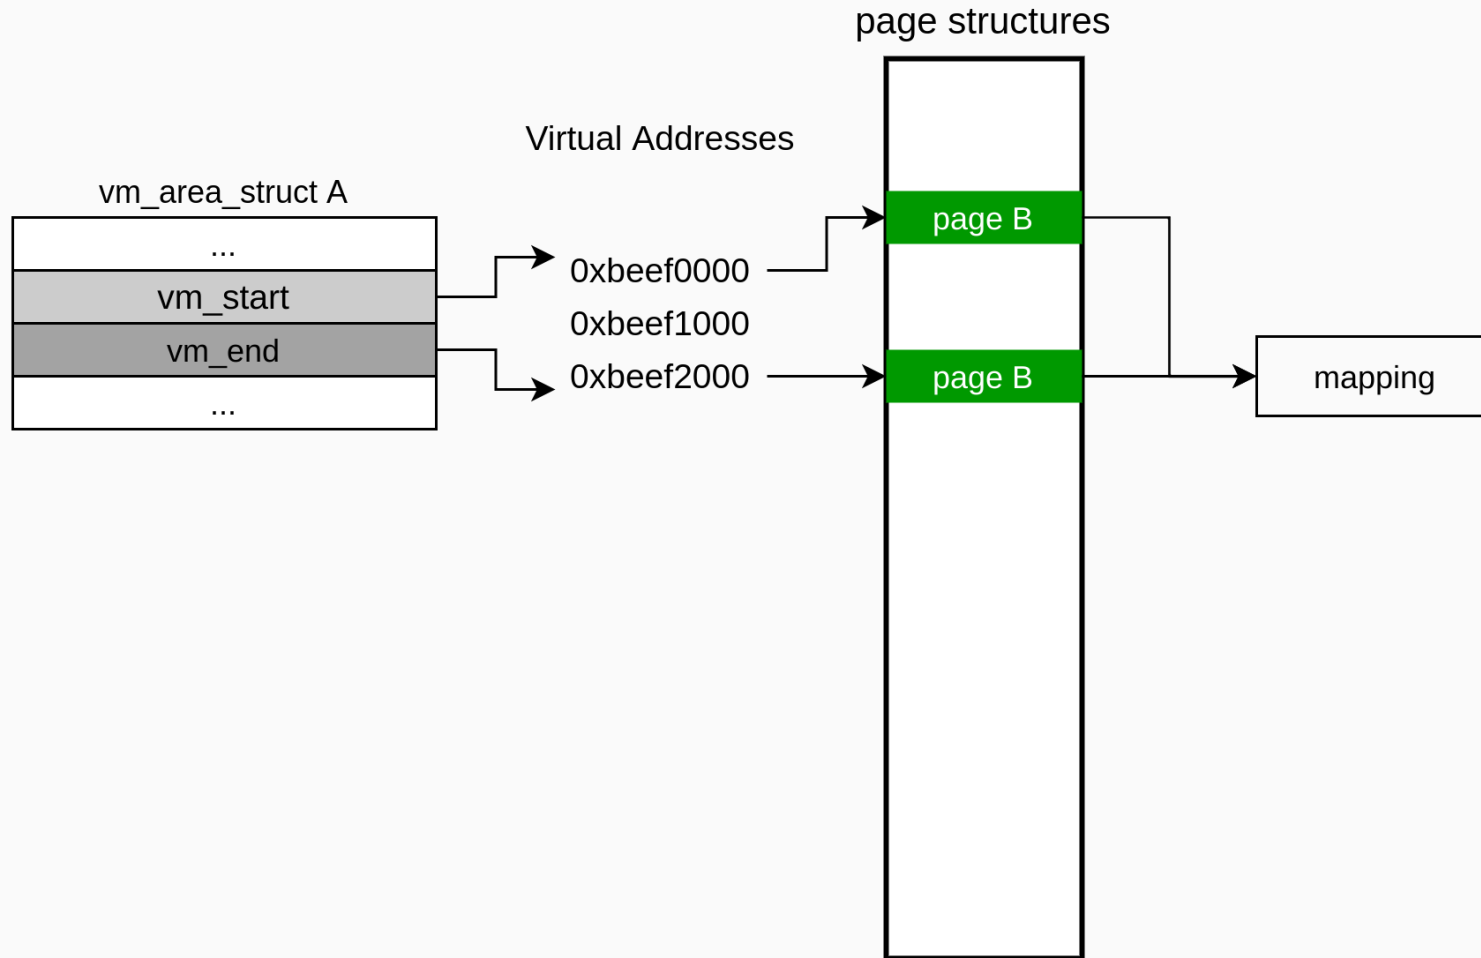 page structures
Virtual Addresses
vm_area_struct A
...
vm_start
vm_end
...
0xbeef0000
0xbeef1000
0xbeef2000
page B
page B
mapping